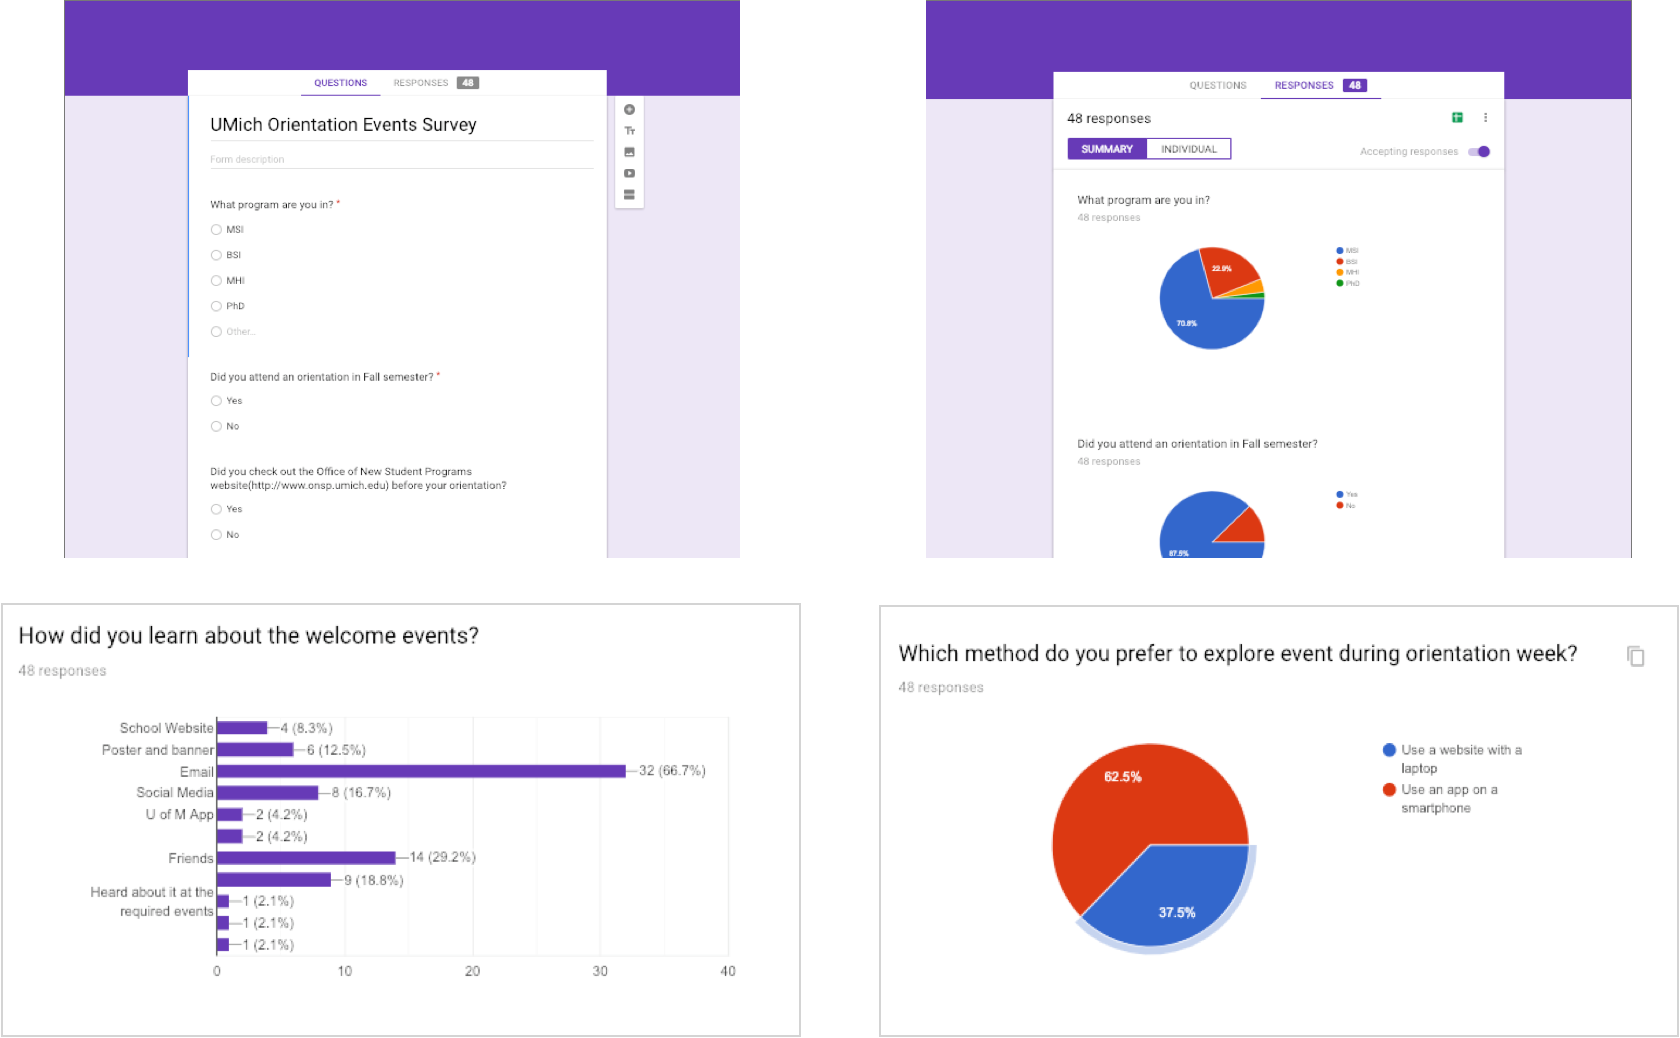 QUESTIONS RESPONSES 48
UMich Orientation Events Survey
Form description
What program are you in? *
MSI
BSI
MHI
PhD
Other...
Did you attend an orientation in Fall semester? *
Yes
No
Did you check out the Office of New Student Programs
website(http://www.onsp.umich.edu) before your orientation?
Yes
No
QUESTIONS RESPONSES 48
48 responses
SUMMARY INDIVIDUAL
Accepting responses
What program are you in?
48 responses
22.9%
70.8%
MSI
BSI
MHI
PhD
Did you attend an orientation in Fall semester?
48 responses
87.5%
Yes
No
How did you learn about the welcome events?
48 responses
School Website 4 (8.3%)
Poster and banner 6 (12.5%)
Email 32 (66.7%)
Social Media 8 (16.7%)
U of M App 2 (4.2%)
2 (4.2%)
Friends 14 (29.2%)
9 (18.8%)
Heard about it at the
required events
1 (2.1%)
1 (2.1%)
1 (2.1%)
0 10 20 30 40
Which method do you prefer to explore event during orientation week?
48 responses
62.5%
37.5%
Use a website with a
laptop
Use an app on a
smartphone